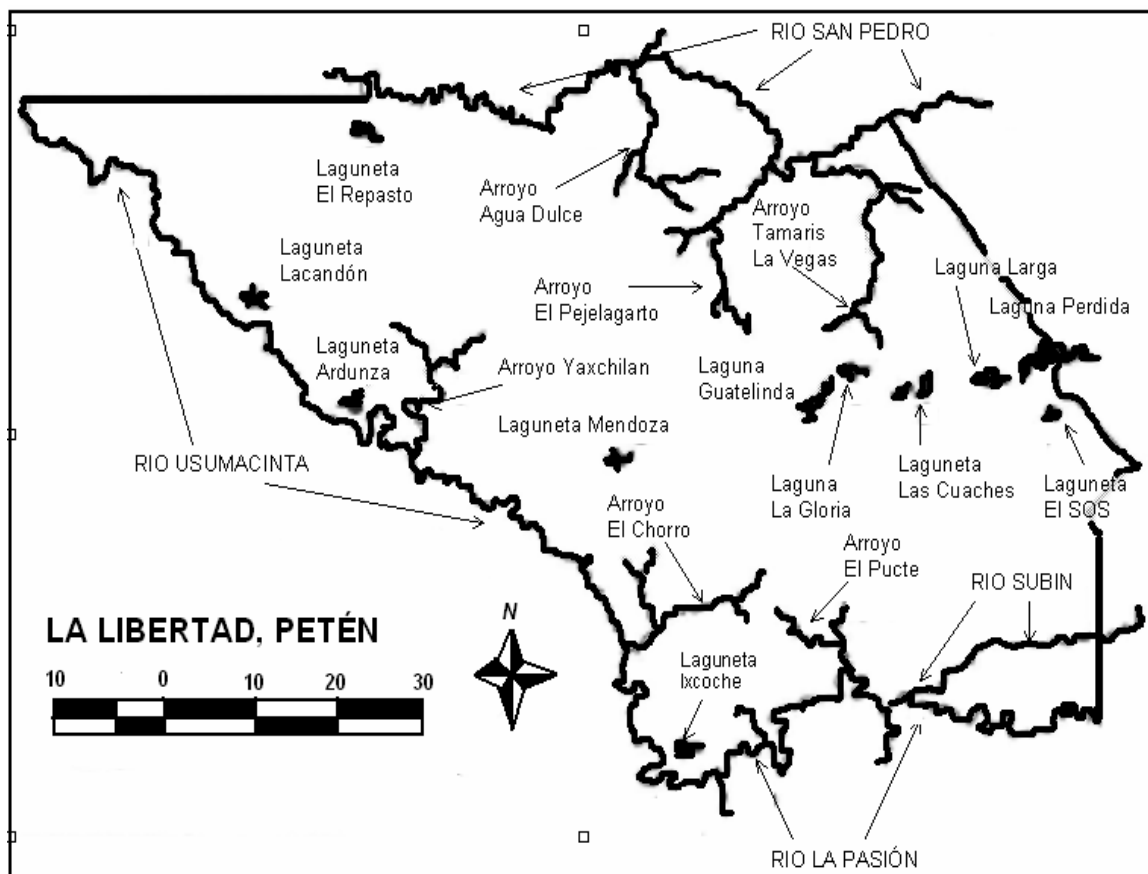 RIO SAN PEDRO
Laguneta
El Repasto
Arroyo
Agua Dulce
Arroyo
Tamaris
La Vegas
Laguneta
Lacandón
Laguna Larga
Laguna Perdida
Arroyo
El Pejelagarto
Laguneta
Ardunza
Arroyo Yaxchilan
Laguna
Guatelinda
Laguneta Mendoza
RIO USUMACINTA
Laguna
La Gloria
Laguneta
Las Cuaches
Laguneta
El SOS
Arroyo
El Chorro
Arroyo
El Pucte
RIO SUBIN
LA LIBERTAD, PETÉN
N
10 0 10 20 30
Laguneta
Ixcoche
RIO LA PASIÓN